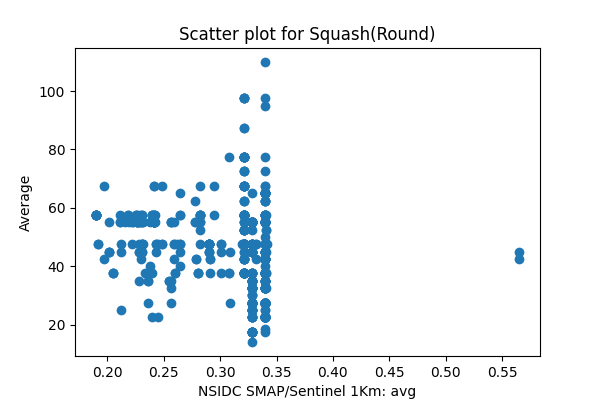 Scatter plot for Squash(Round)
100
80
60
40
20
Average
0.20 0.25 0.30 0.35 0.40 0.45 0.50 0.55
NSIDC SMAP/Sentinel 1Km: avg